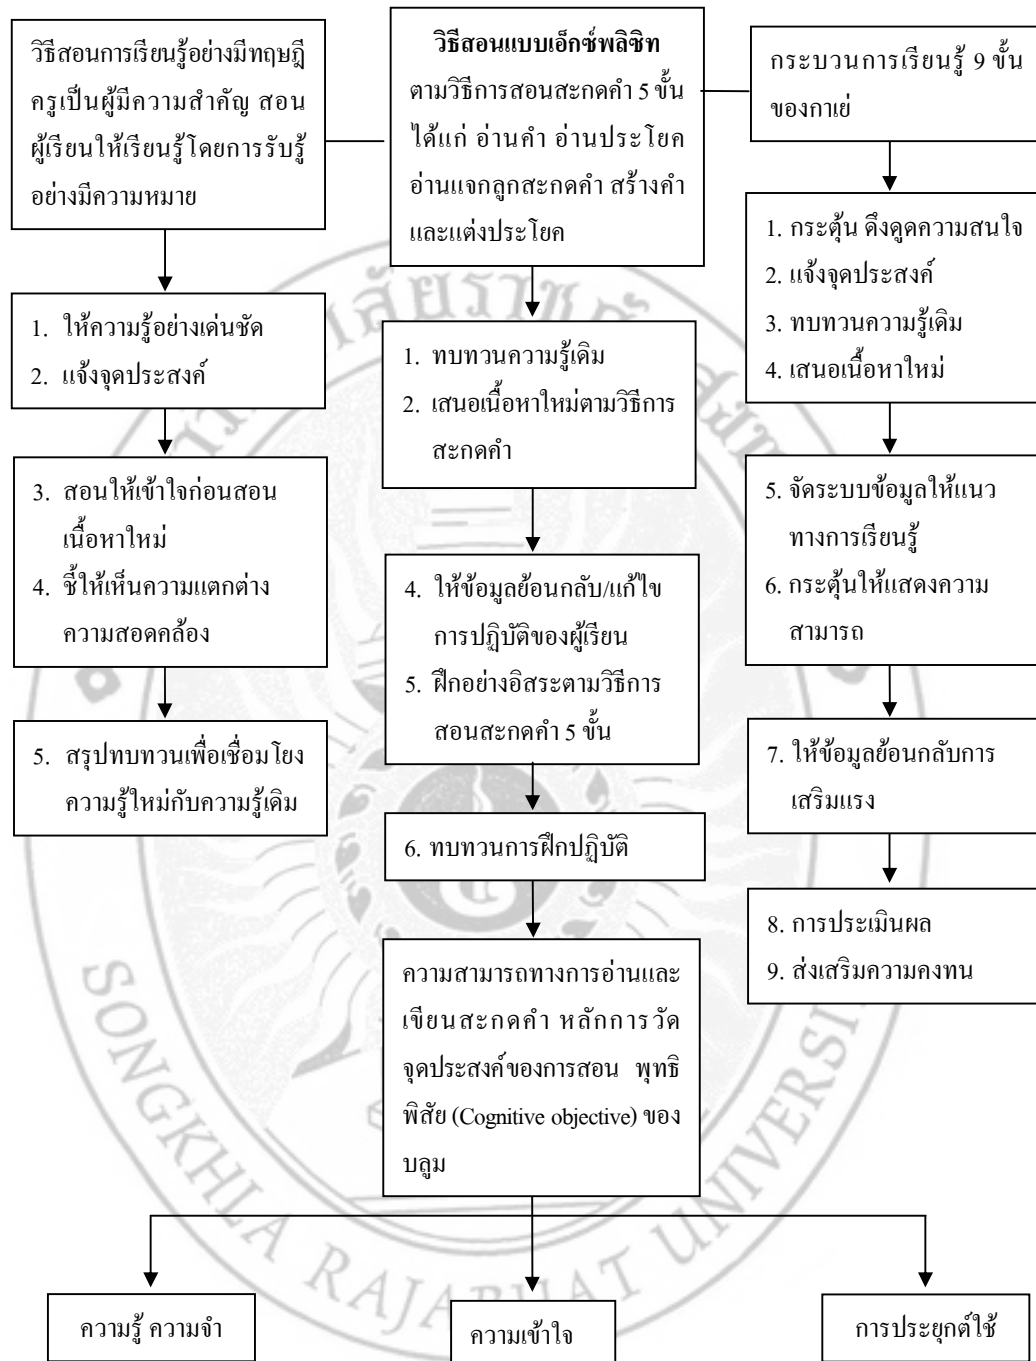 วิธีสอนการเรียนรู้อย่างมีทฤษฎี
ครูเป็นผู้มีความสำคัญ สอน
ผู้เรียนให้เรียนรู้โดยการรับรู้
อย่างมีความหมาย
วิธีสอนแบบเอ็กซ์พลิซิท
ตามวิธีการสอนสะกดคำ 5 ขั้น
ได้แก่ อ่านคำ อ่านประโยค
อ่านแจกลูกสะกดคำ สร้างคำ
และแต่งประโยค
กระบวนการเรียนรู้ 9 ขั้น
ของกาเย่
1. ให้ความรู้อย่างเด่นชัด
2. แจ้งจุดประสงค์
1. ทบทวนความรู้เดิม
2. เสนอเนื้อหาใหม่ตามวิธีการ
สะกดคำ
1. กระตุ้น ดึงดูดความสนใจ
2. แจ้งจุดประสงค์
3. ทบทวนความรู้เดิม
4. เสนอเนื้อหาใหม่
3. สอนให้เข้าใจก่อนสอน
เนื้อหาใหม่
4. ชี้ให้เห็นความแตกต่าง
ความสอดคล้อง
4. ให้ข้อมูลย้อนกลับ/แก้ไข
การปฏิบัติของผู้เรียน
5. ฝึกอย่างอิสระตามวิธีการ
สอนสะกดคำ 5 ขั้น
5. จัดระบบข้อมูลให้แนว
ทางการเรียนรู้
6. กระตุ้นให้แสดงความ
สามารถ
5. สรุปทบทวนเพื่อเชื่อมโยง
ความรู้ใหม่กับความรู้เดิม
6. ทบทวนการฝึกปฏิบัติ
7. ให้ข้อมูลย้อนกลับการ
เสริมแรง
8. การประเมินผล
9. ส่งเสริมความคงทน
ความสามารถทางการอ่านและ
เขียนสะกดคำ หลักการวัด
จุดประสงค์ของการสอน พุทธิ
พิสัย (Cognitive objective) ของ
บลูม
ความรู้ ความจำ
ความเข้าใจ
การประยุกต์ใช้
SONGKHLA RAJABHAT UNIVERSITY